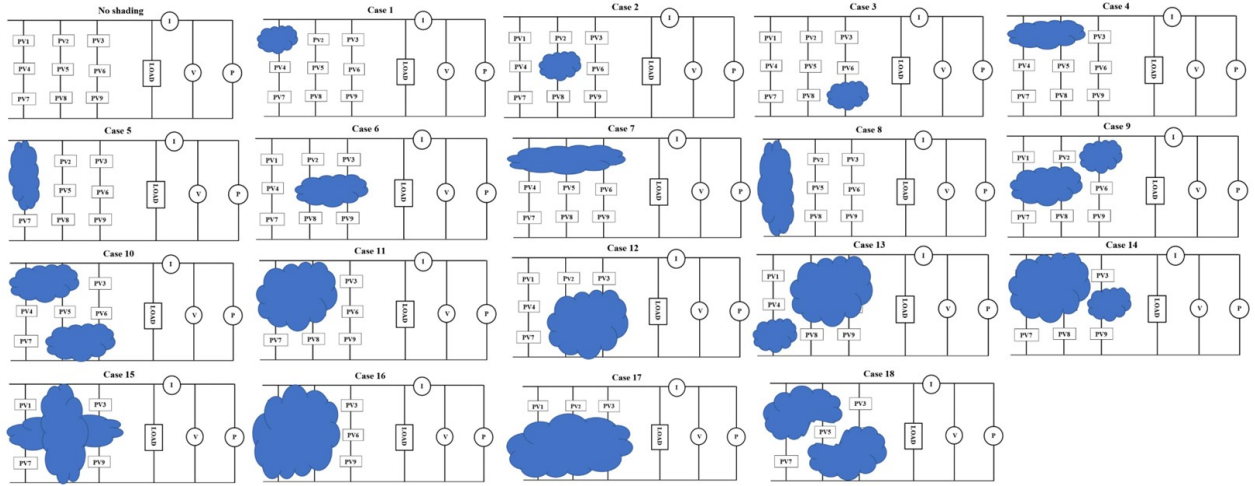 No shading
I
PV1 PV2 PV3
PV4 PV5 PV6 LOAD V P
PV7 PV8 PV9
Case 1
I
PV2 PV3
PV4 PV5 PV6 LOAD V P
PV7 PV8 PV9
Case 2
I
PV1 PV2 PV3
PV4 PV6 LOAD V P
PV7 PV8 PV9
Case 3
I
PV1 PV2 PV3
PV4 PV5 PV6 LOAD V P
PV7 PV8
Case 4
I
PV3
PV4 PV5 PV6 LOAD V P
PV7 PV8 PV9
Case 5
I
PV2 PV3
PV5 PV6 LOAD V P
PV7 PV8 PV9
Case 6
I
PV1 PV2 PV3
PV4 LOAD V P
PV7 PV8 PV9
Case 7
I
PV4 PV5 PV6 LOAD V P
PV7 PV8 PV9
Case 8
I
PV2 PV3
PV5 PV6 LOAD V P
PV8 PV9
Case 9
I
PV1 PV2
PV6 LOAD V P
PV7 PV8 PV9
Case 10
I
PV3
PV4 PV5 PV6 LOAD V P
PV7
Case 11
I
PV3
PV6 LOAD V P
PV7 PV8 PV9
Case 12
I
PV1 PV2 PV3
PV4 LOAD V P
PV7
Case 13
I
PV1
PV4 LOAD V P
PV8 PV9
Case 14
I
PV3
LOAD V P
PV7 PV8 PV9
Case 15
I
PV1 PV3
LOAD V P
PV7 PV9
Case 16
I
PV3
PV6 LOAD V P
PV9
Case 17
I
PV1 PV2 PV3
LOAD V P
Case 18
I
PV3
PV5 LOAD V P
PV7